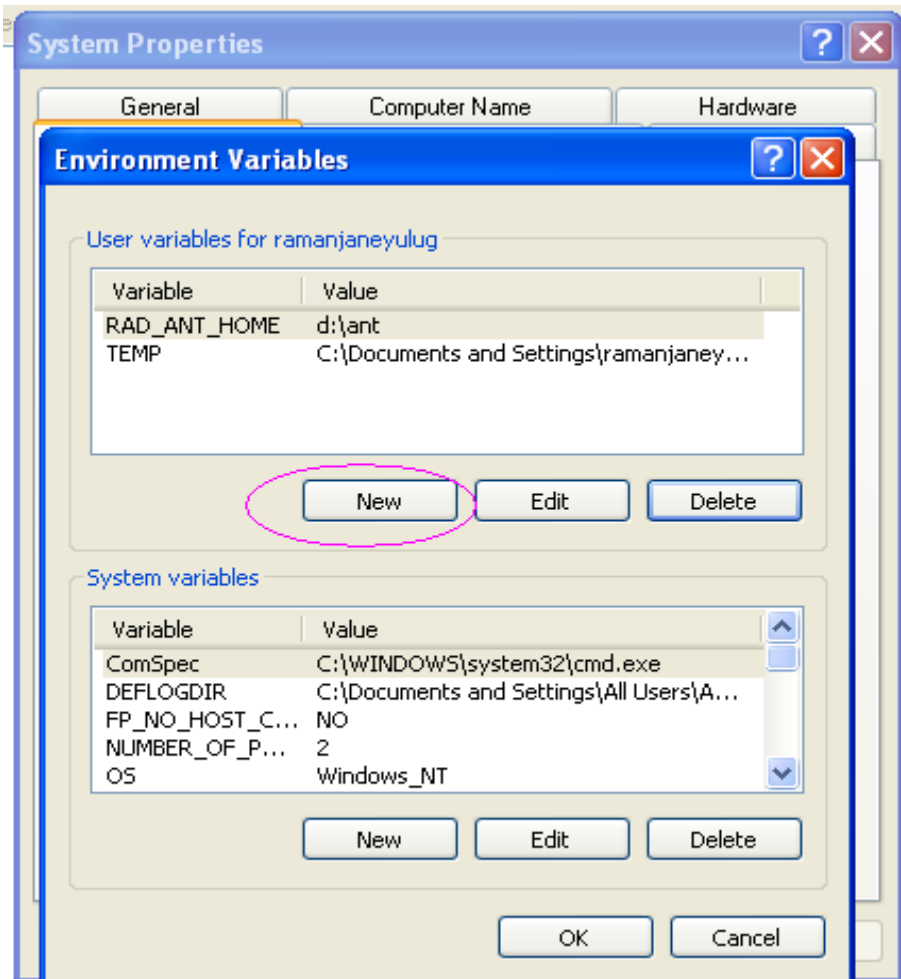 System Properties
General Computer Name Hardware
Environment Variables
User variables for ramanjaneyulug
Variable Value
RAD_ANT_HOME d:\ant
TEMP C:\Documents and Settings\ramanjaney...
New Edit Delete
System variables
Variable Value
ComSpec C:\WINDOWS\system32\cmd.exe
DEFLOGDIR C:\Documents and Settings\All Users\A...
FP_NO_HOST_C... NO
NUMBER_OF_P... 2
OS Windows_NT
New Edit Delete
OK Cancel